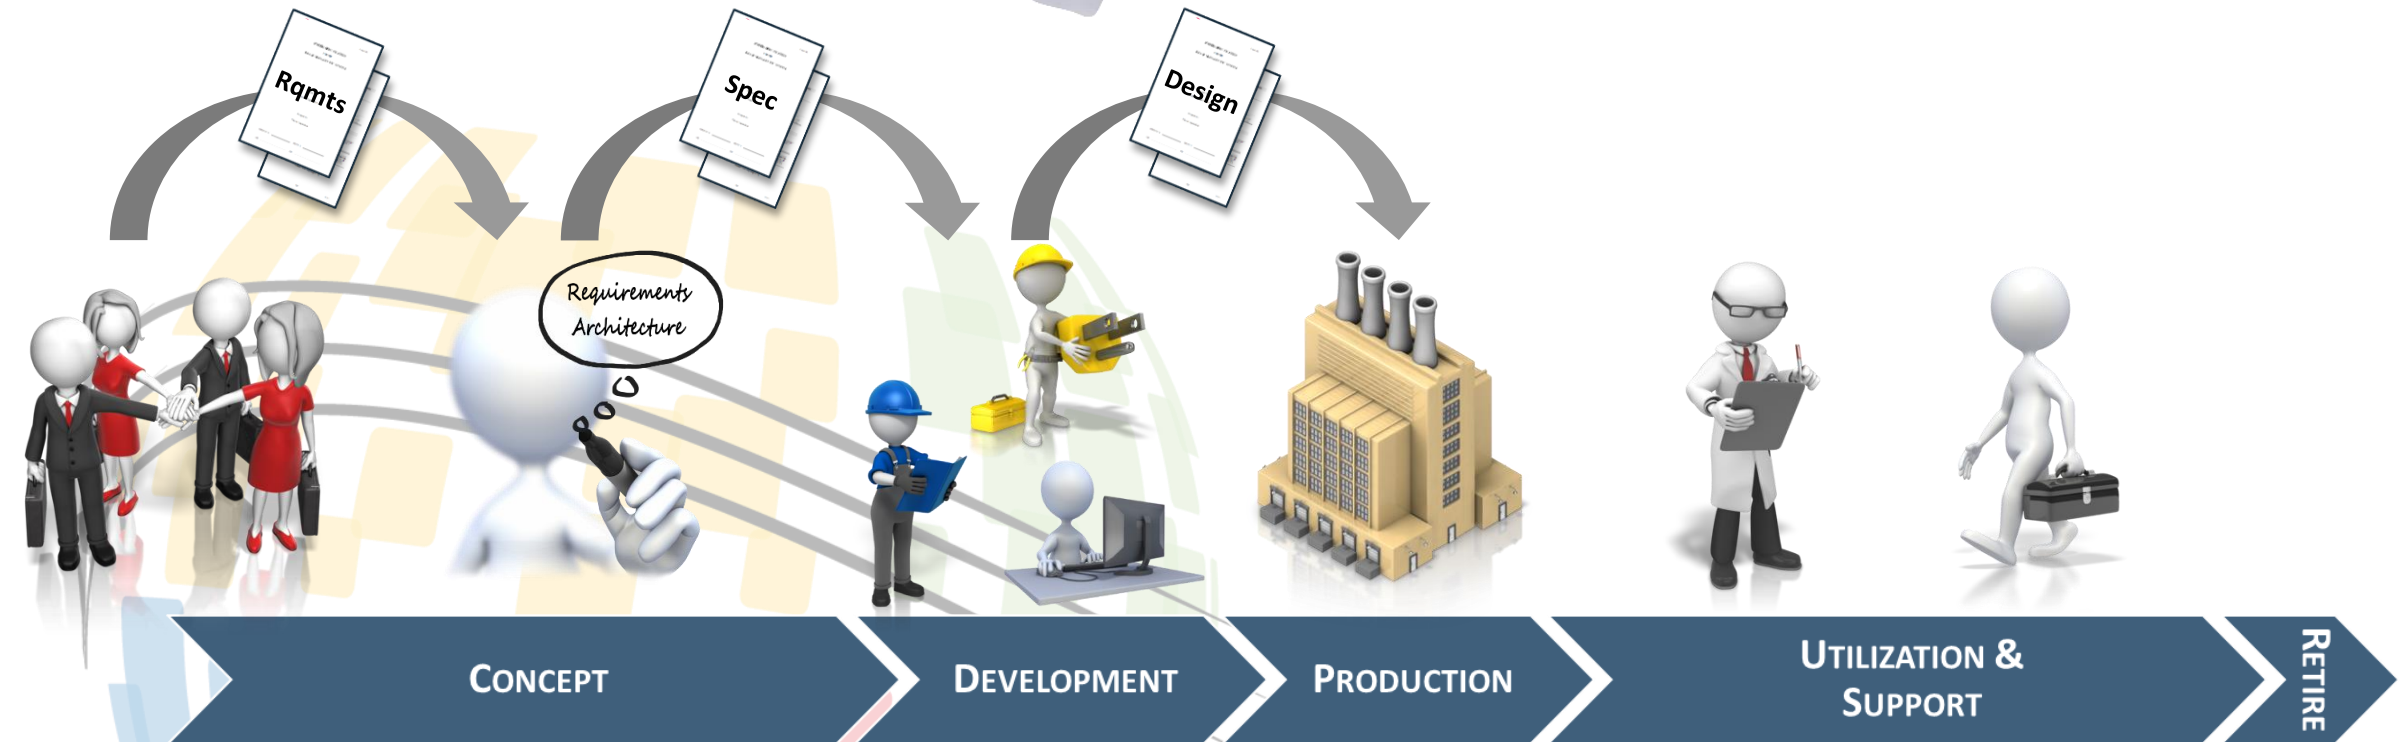 Rqmts
Spec
Design
Requirements
Architecture
CONCEPT
DEVELOPMENT
PRODUCTION
UTILIZATION &
SUPPORT
RETIRE